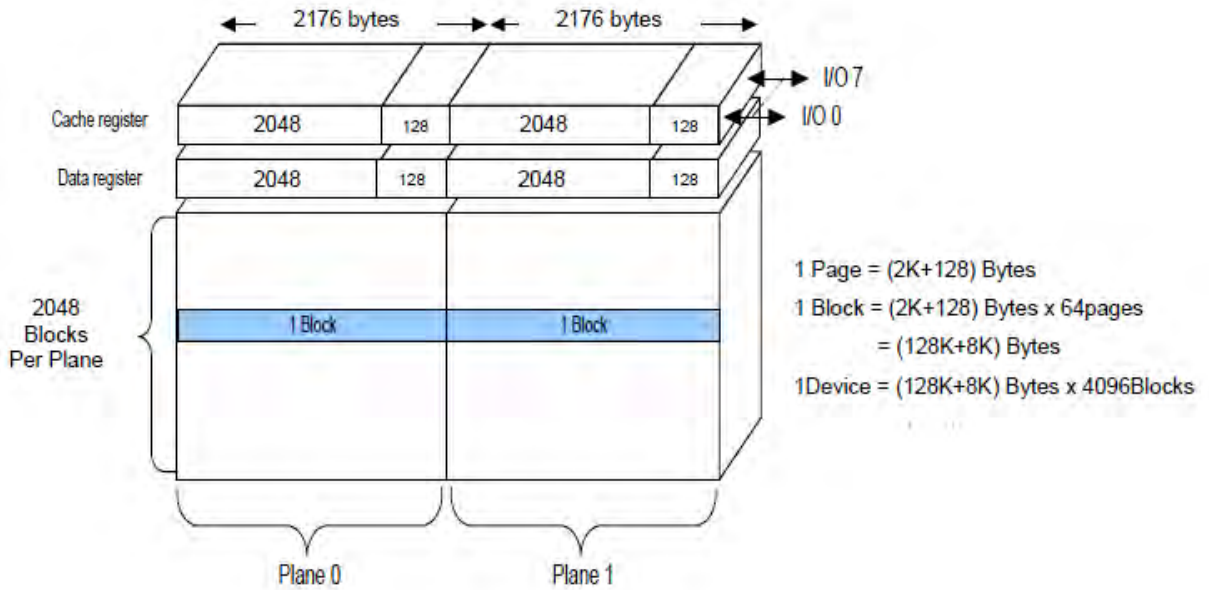 2176 bytes 2176 bytes
I/O 7
Cache register 2048 128 2048 128 I/O 0
Data register 2048 128 2048 128
1 Page = (2K+128) Bytes
2048
Blocks
Per Plane
1 Block 1 Block
1 Block = (2K+128) Bytes x 64pages
= (128K+8K) Bytes
1Device = (128K+8K) Bytes x 4096Blocks
Plane 0 Plane 1